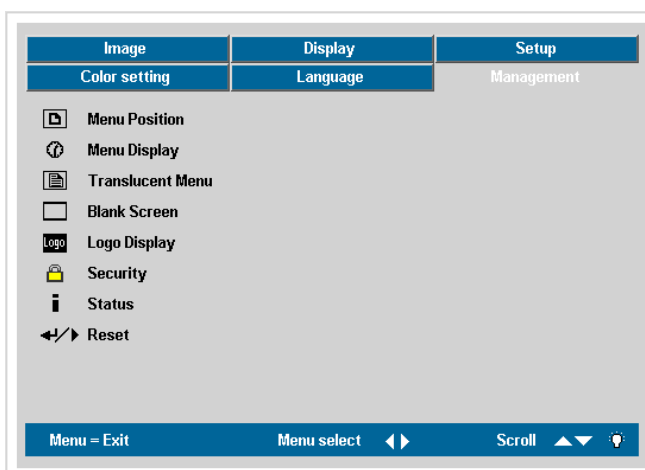 Image Display Setup
Color setting Language Management
Menu Position
Menu Display
Translucent Menu
Blank Screen
Logo Logo Display
Security
i Status
Reset
Menu = Exit Menu select Scroll